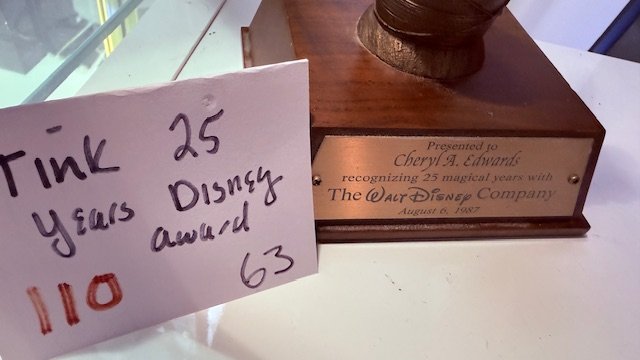 Tink 25
Years Disney
award
110
63
Presented to
Cheryl A. Edwards
recognizing 25 magical years with
The Walt Disney Company
August 6, 1987